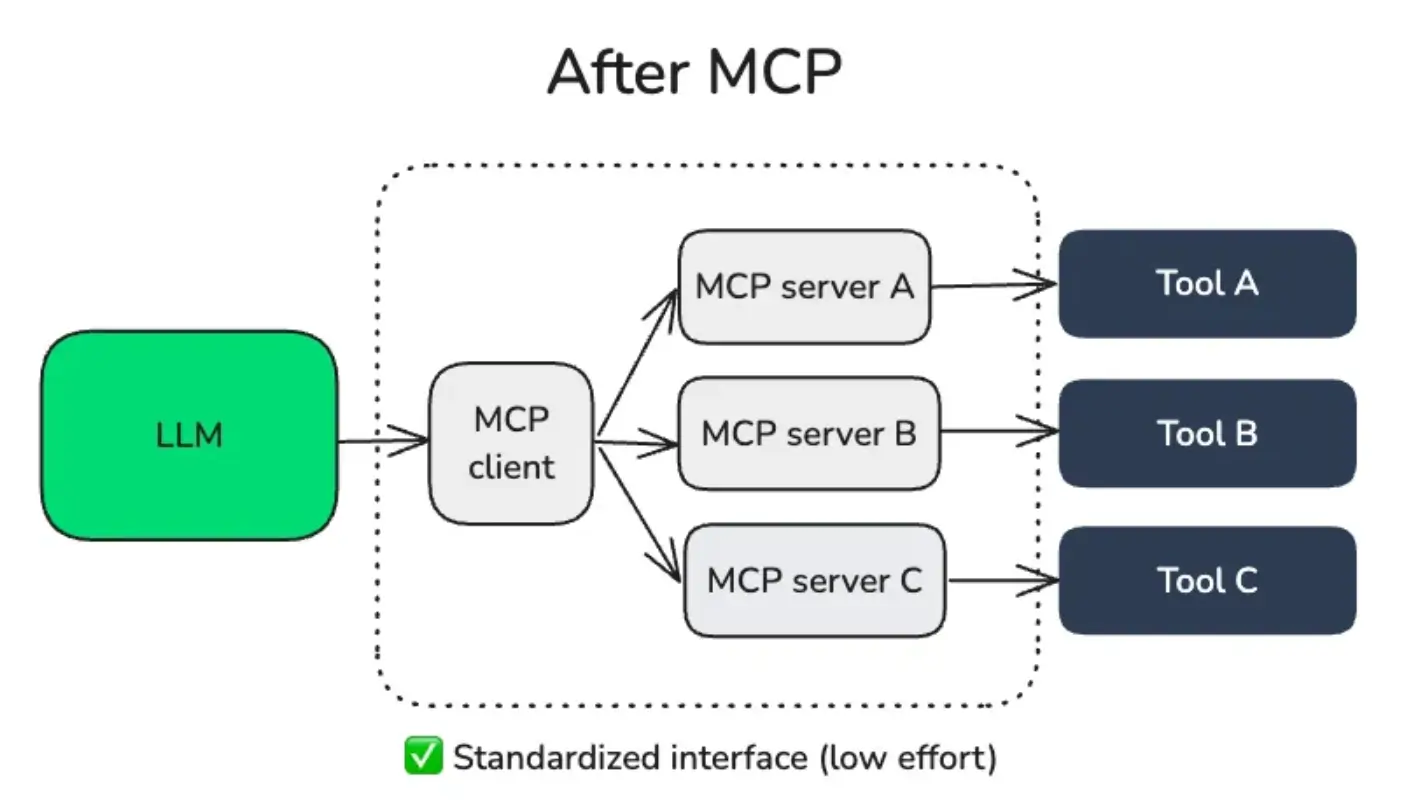 After MCP
MCP server A
Tool A
LLM
MCP
client
MCP server B
Tool B
MCP server C
Tool C
✅ Standardized interface (low effort)